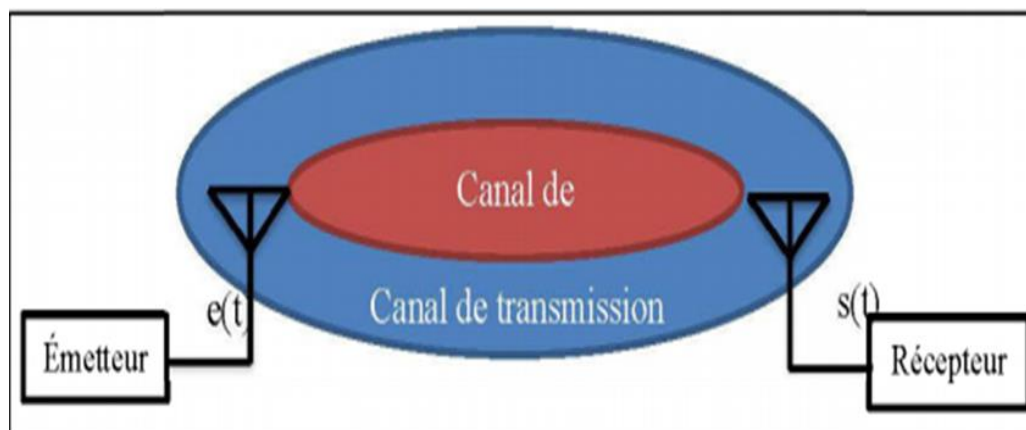 Canal de
Canal de transmission
e(t)
s(t)
Émetteur
Récepteur